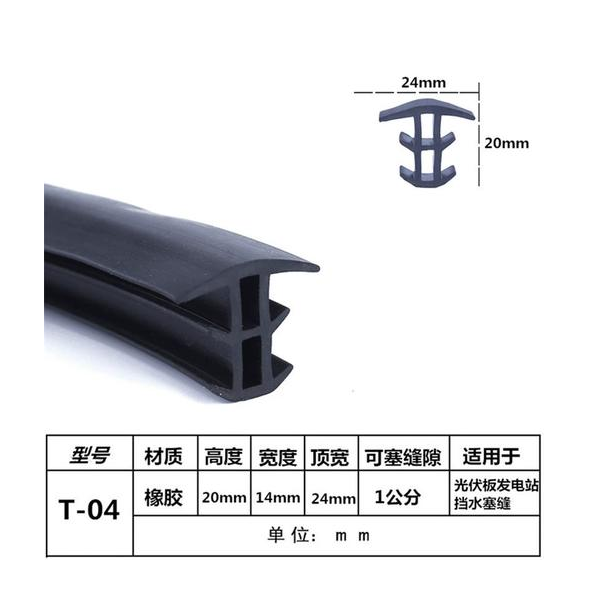 24mm
20mm
型号 材质 高度 宽度 顶宽 可塞缝隙 适用于
T-04 橡胶 20mm 14mm 24mm 1公分 光伏板发电站
挡水塞缝
单位：mm